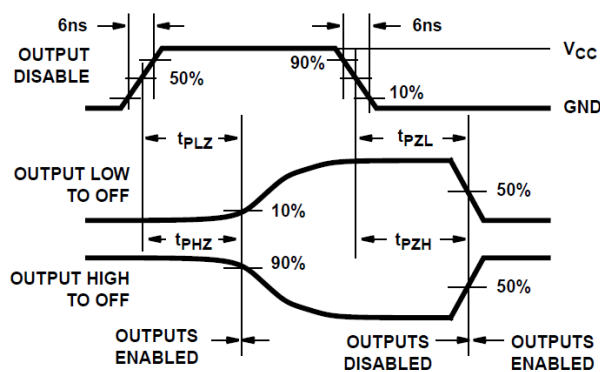 6ns
6ns
OUTPUT
DISABLE
50%
90%
10%
VCC
GND
tPLZ
tPZL
OUTPUT LOW
TO OFF
10%
50%
tPHZ
tPZH
OUTPUT HIGH
TO OFF
90%
50%
OUTPUTS
ENABLED
OUTPUTS
DISABLED
OUTPUTS
ENABLED